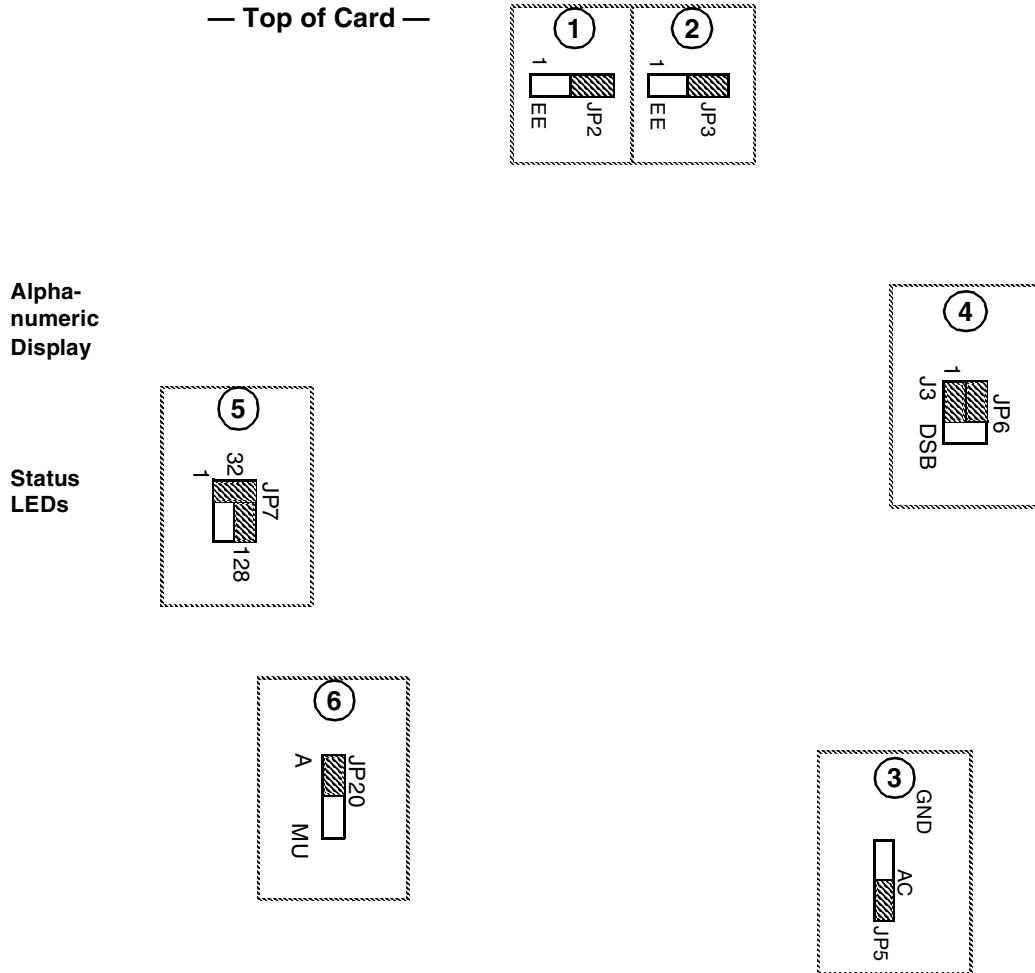 — Top of Card —
1
2
1
EE
JP2
1
EE
JP3
Alpha-
numeric
Display
4
1
J3
DSB
JP6
5
1
32
JP7
128
Status
LEDs
6
A
MU
JP20
3
GND
AC
JP5